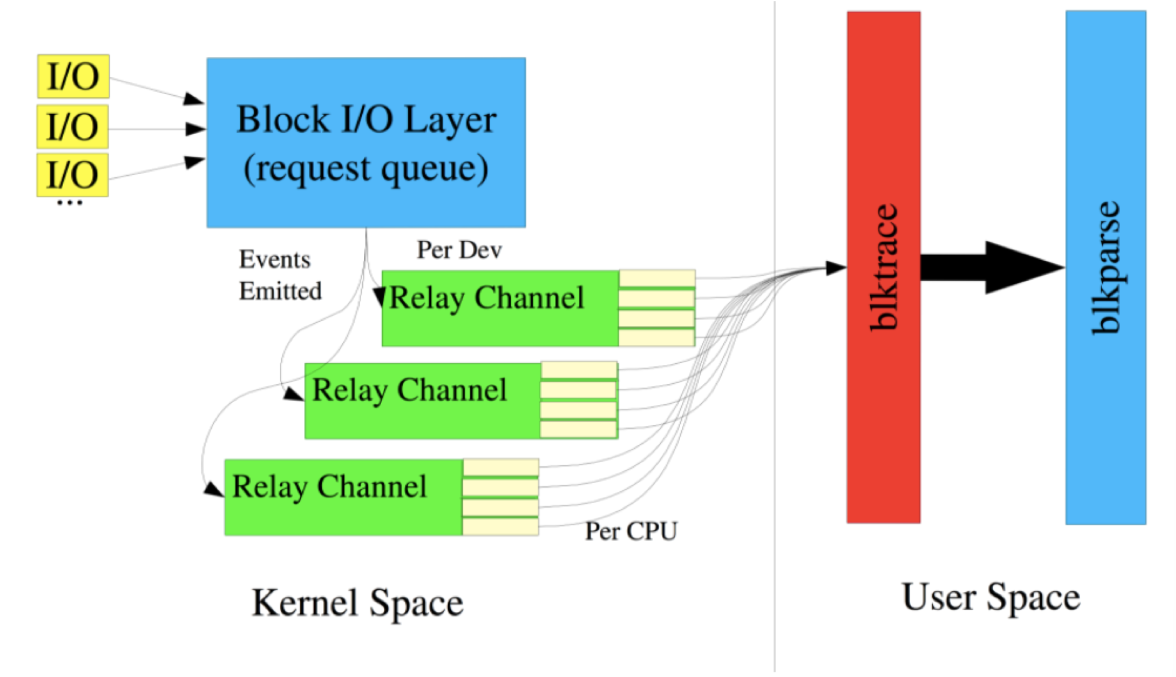 I/O
I/O
I/O
...
Block I/O Layer
(request queue)
Events
Emitted
Per Dev
Relay Channel
Relay Channel
Relay Channel
Per CPU
Kernel Space
blktrace
blkparse
User Space